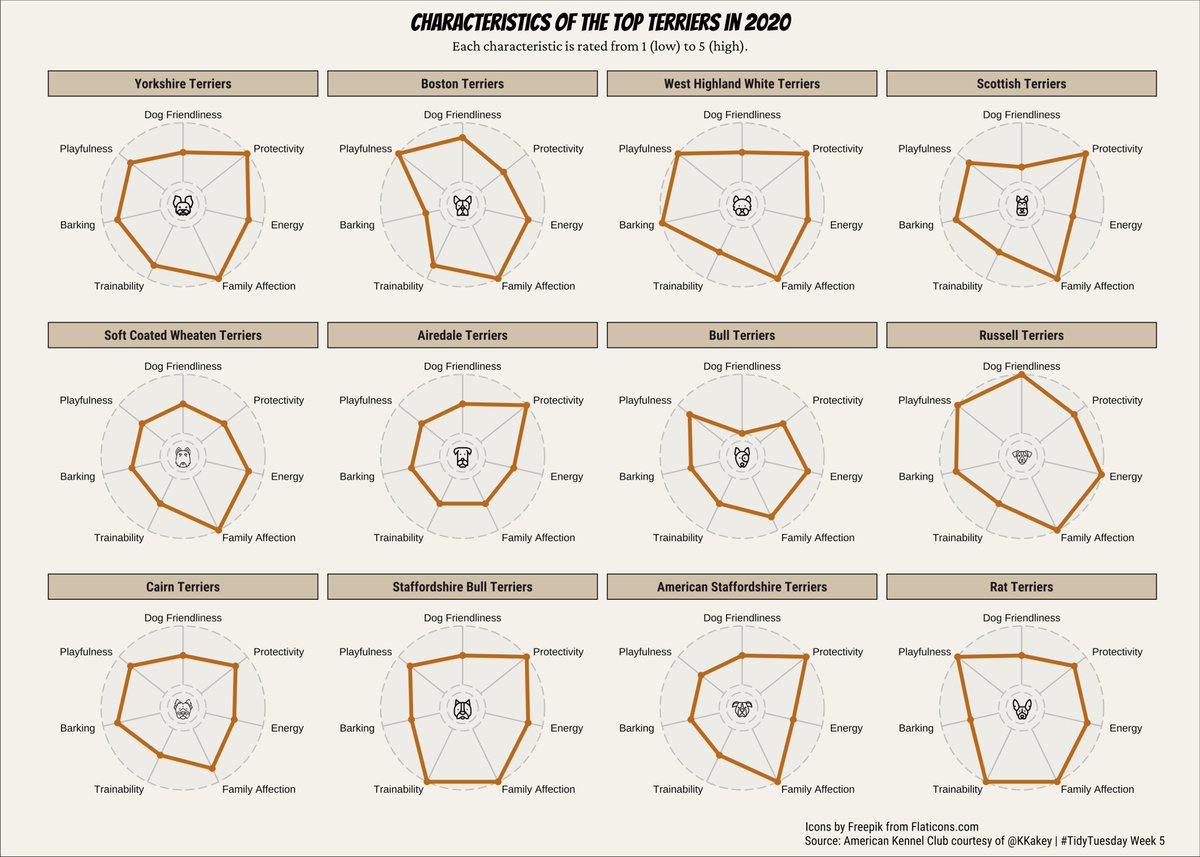 CHARACTERISTICS OF THE TOP TERRIERS IN 2020
Each characteristic is rated from 1 (low) to 5 (high).
Yorkshire Terriers
Dog Friendliness
Playfulness
Protectivity
Barking
Energy
Trainability
Family Affection
Boston Terriers
Dog Friendliness
Playfulness
Protectivity
Barking
Energy
Trainability
Family Affection
West Highland White Terriers
Dog Friendliness
Playfulness
Protectivity
Barking
Energy
Trainability
Family Affection
Scottish Terriers
Dog Friendliness
Playfulness
Protectivity
Barking
Energy
Trainability
Family Affection
Soft Coated Wheaten Terriers
Dog Friendliness
Playfulness
Protectivity
Barking
Energy
Trainability
Family Affection
Airedale Terriers
Dog Friendliness
Playfulness
Protectivity
Barking
Energy
Trainability
Family Affection
Bull Terriers
Dog Friendliness
Playfulness
Protectivity
Barking
Energy
Trainability
Family Affection
Russell Terriers
Dog Friendliness
Playfulness
Protectivity
Barking
Energy
Trainability
Family Affection
Cairn Terriers
Dog Friendliness
Playfulness
Protectivity
Barking
Energy
Trainability
Family Affection
Staffordshire Bull Terriers
Dog Friendliness
Playfulness
Protectivity
Barking
Energy
Trainability
Family Affection
American Staffordshire Terriers
Dog Friendliness
Playfulness
Protectivity
Barking
Energy
Trainability
Family Affection
Rat Terriers
Dog Friendliness
Playfulness
Protectivity
Barking
Energy
Trainability
Family Affection
Icons by Freepik from Flaticons.com
Source: American Kennel Club courtesy of @KKakey | #TidyTuesday Week 5